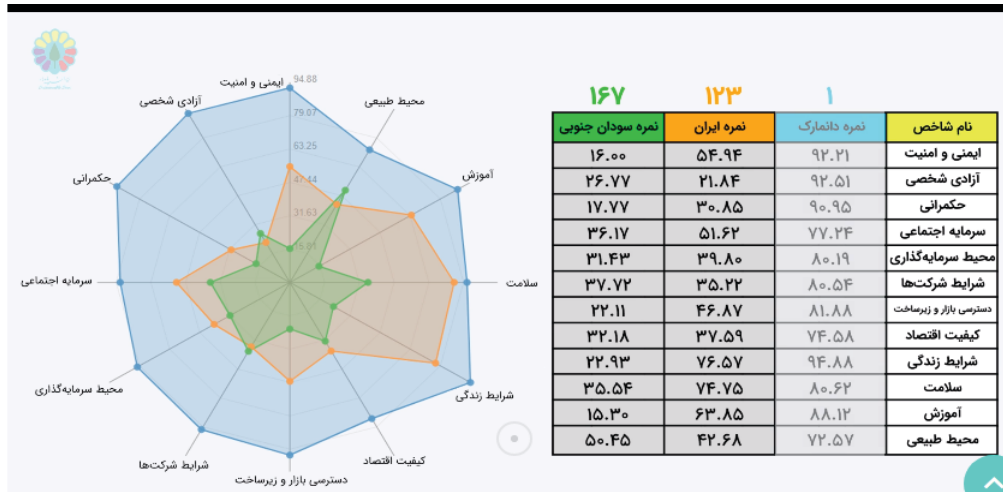 ۱ ۱۲۳ ۱۶۷
نام شاخص نمره دانمارک نمره ایران نمره سودان جنوبی
ایمنی و امنیت ۹۲.۲۱ ۵۴.۹۴ ۱۶.۰۰
آزادی شخصی ۹۲.۵۱ ۲۱.۸۴ ۲۶.۷۷
حکمرانی ۹۰.۹۵ ۳۰.۸۵ ۱۷.۷۷
سرمایه اجتماعی ۷۷.۲۴ ۵۱.۶۲ ۳۶.۱۷
محیط سرمایه‌گذاری ۸۰.۱۹ ۳۹.۸۰ ۳۱.۴۳
شرایط شرکت‌ها ۸۰.۵۴ ۳۵.۲۲ ۳۷.۷۲
دسترسی بازار و زیرساخت ۸۱.۸۸ ۴۶.۸۷ ۲۲.۱۱
کیفیت اقتصاد ۷۴.۵۸ ۳۷.۵۹ ۳۲.۱۸
شرایط زندگی ۹۴.۸۸ ۷۶.۵۷ ۲۲.۹۳
سلامت ۸۰.۶۲ ۷۴.۷۵ ۳۵.۵۴
آموزش ۸۸.۱۲ ۶۳.۸۵ ۱۵.۳۰
محیط طبیعی ۷۲.۵۷ ۴۲.۶۸ ۵۰.۴۵
ایمنی و امنیت
محیط طبیعی
آموزش
سلامت
شرایط زندگی
کیفیت اقتصاد
دسترسی بازار و زیرساخت
شرایط شرکت‌ها
محیط سرمایه‌گذاری
سرمایه اجتماعی
حکمرانی
آزادی شخصی
94.88
79.07
63.25
47.44
31.63
15.81